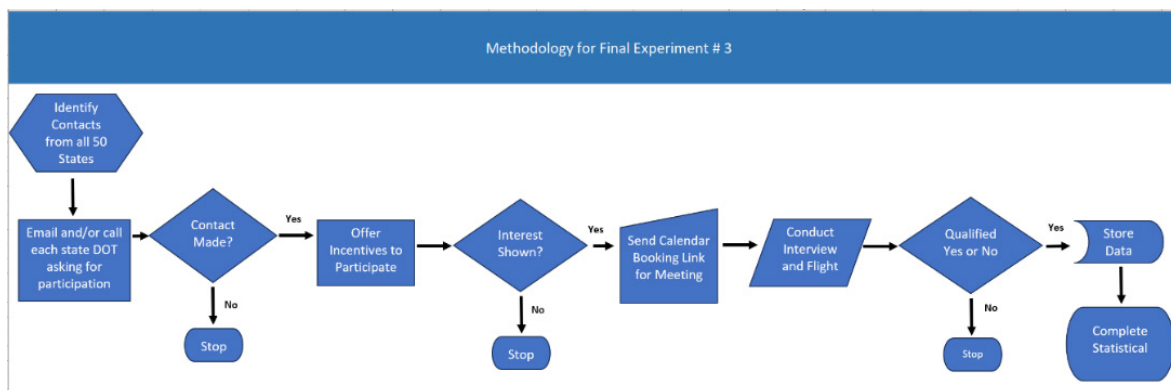 Methodology for Final Experiment # 3
Identify
Contacts
from all 50
States
Email and/or call
each state DOT
asking for
participation
Contact
Made?
Yes
No
Stop
Offer
Incentives to
Participate
Interest
Shown?
Yes
No
Stop
Send Calendar
Booking Link
for Meeting
Conduct
Interview
and Flight
Qualified
Yes or No
Yes
No
Stop
Store
Data
Complete
Statistical